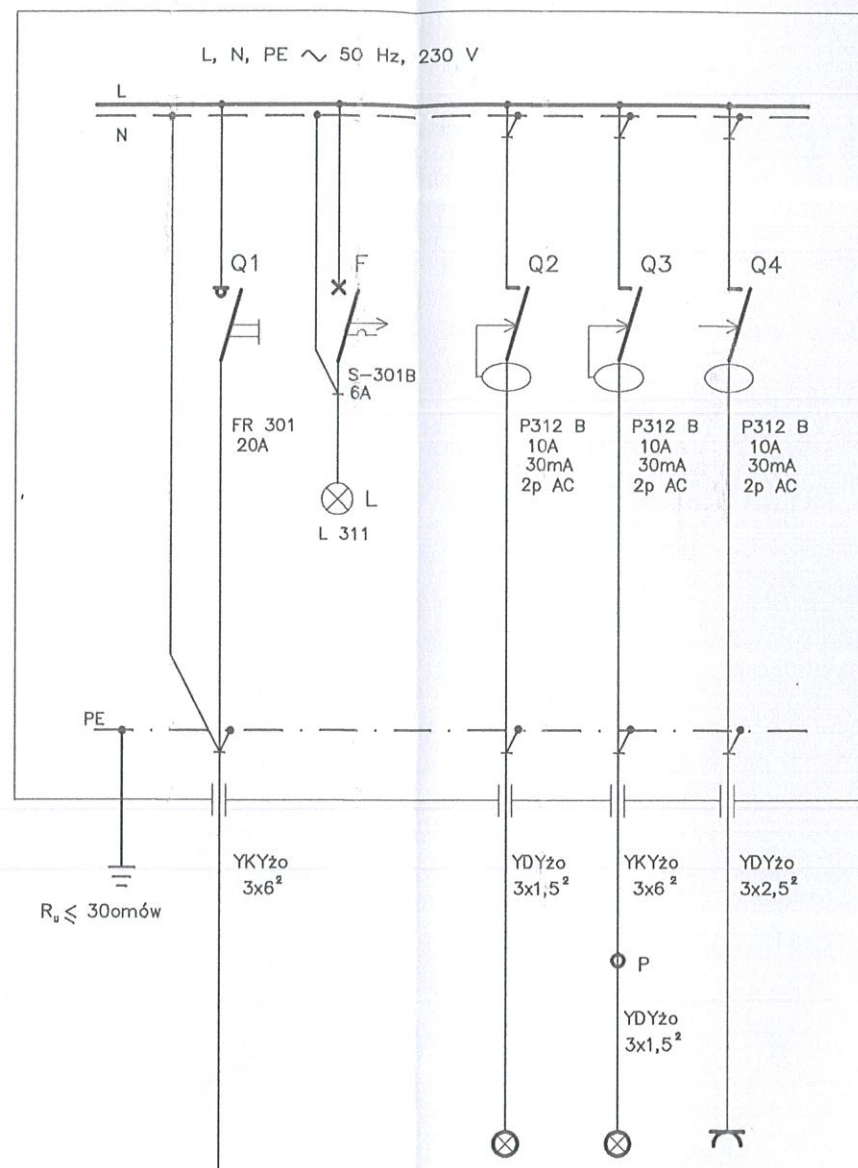 L, N, PE ∼ 50 Hz, 230 V
L
N
Q1
F
Q2
Q3
Q4
S-301B
6A
FR 301
20A
P312 B
10A
30mA
2p AC
P312 B
10A
30mA
2p AC
P312 B
10A
30mA
2p AC
L
L 311
PE
YKYżo
3x6²
YDYżo
3x1,5²
YKYżo
3x6²
YDYżo
3x2,5²
Rᵤ ⩽ 30omów
P
YDYżo
3x1,5²